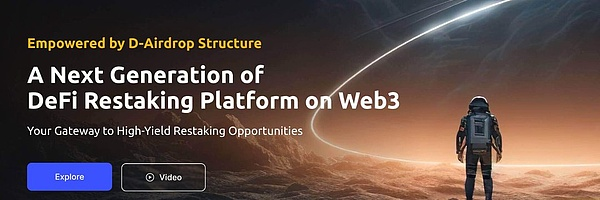 Empowered by D-Airdrop Structure
A Next Generation of
DeFi Restaking Platform on Web3
Your Gateway to High-Yield Restaking Opportunities
Explore
Video